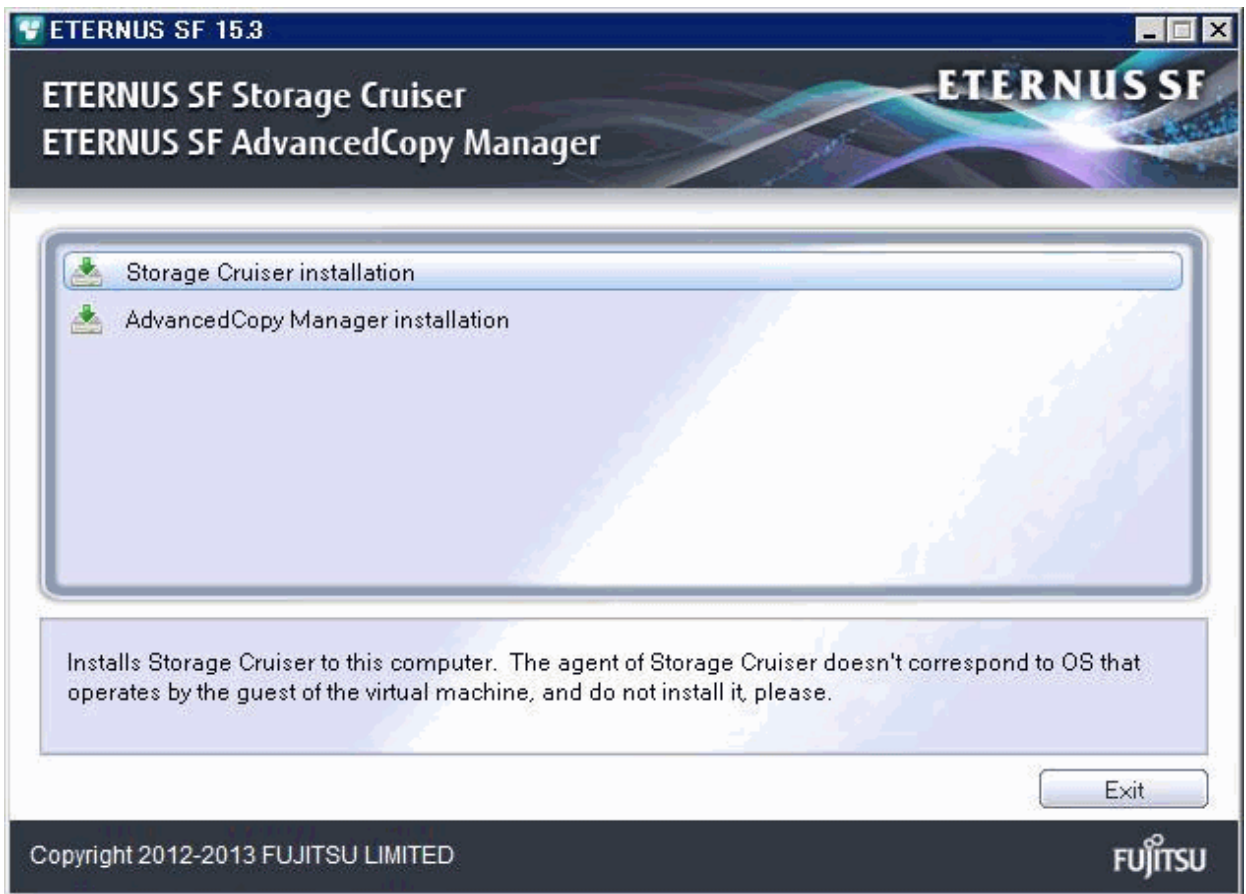 ETERNUS SF 15.3
ETERNUS SF Storage Cruiser
ETERNUS SF AdvancedCopy Manager
ETERNUS SF
Storage Cruiser installation
AdvancedCopy Manager installation
Installs Storage Cruiser to this computer.  The agent of Storage Cruiser doesn't correspond to OS that
operates by the guest of the virtual machine, and do not install it, please.
Exit
Copyright 2012-2013 FUJITSU LIMITED
FUJITSU